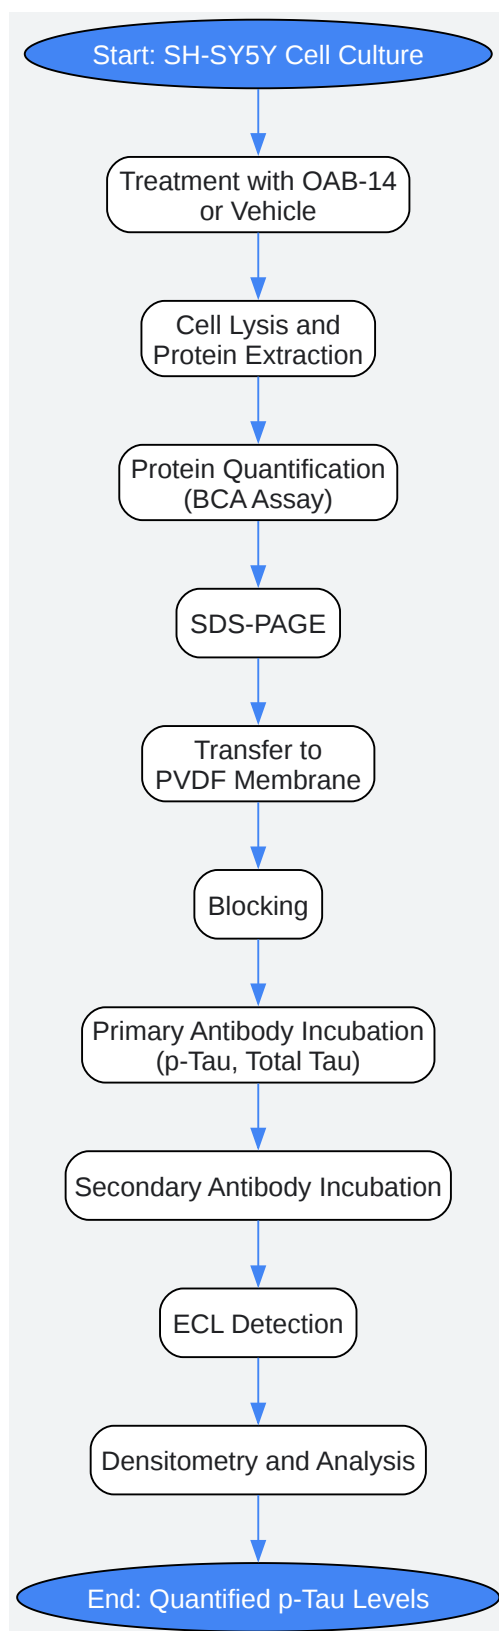 Start: SH-SY5Y Cell Culture
Treatment with OAB-14
or Vehicle
Cell Lysis and
Protein Extraction
Protein Quantification
(BCA Assay)
SDS-PAGE
Transfer to
PVDF Membrane
Blocking
Primary Antibody Incubation
(p-Tau, Total Tau)
Secondary Antibody Incubation
ECL Detection
Densitometry and Analysis
End: Quantified p-Tau Levels